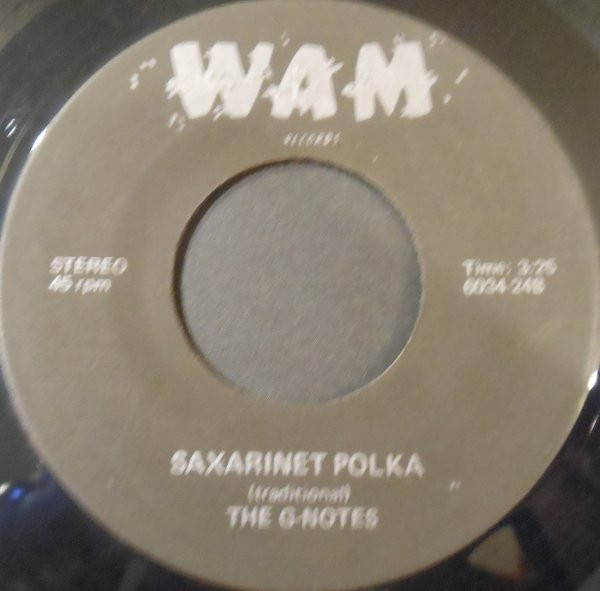 WAM
RECORDS
STEREO
45 rpm
Time: 3:25
6034-24B
SAXARINET POLKA
(traditional)
THE G-NOTES